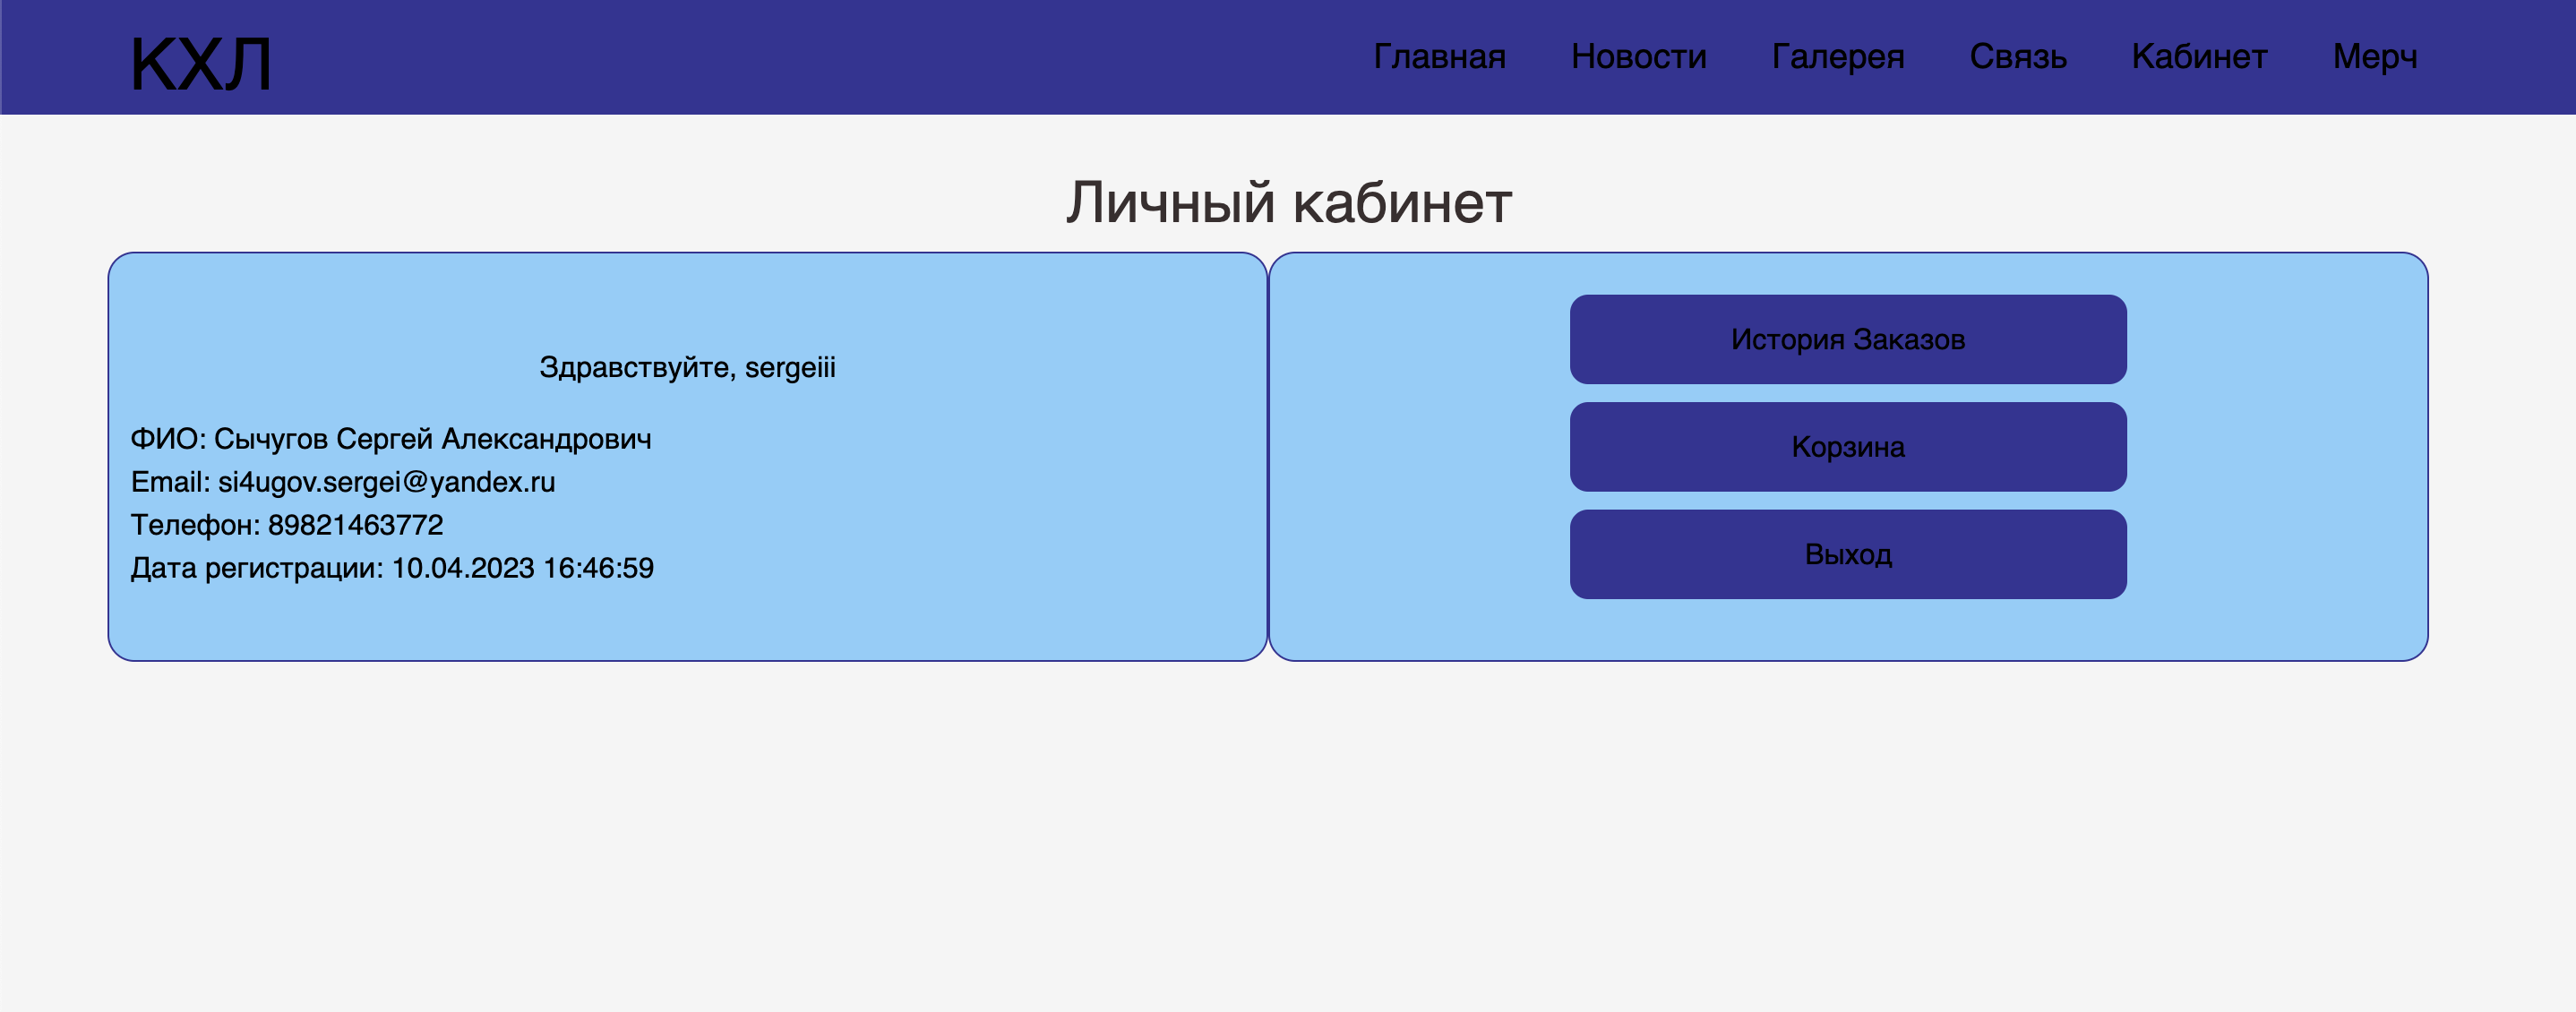 КХЛ
Главная Новости Галерея Связь Кабинет Мерч
Личный кабинет
Здравствуйте, sergeiii
ФИО: Сычугов Сергей Александрович
Email: si4ugov.sergei@yandex.ru
Телефон: 89821463772
Дата регистрации: 10.04.2023 16:46:59
История Заказов
Корзина
Выход